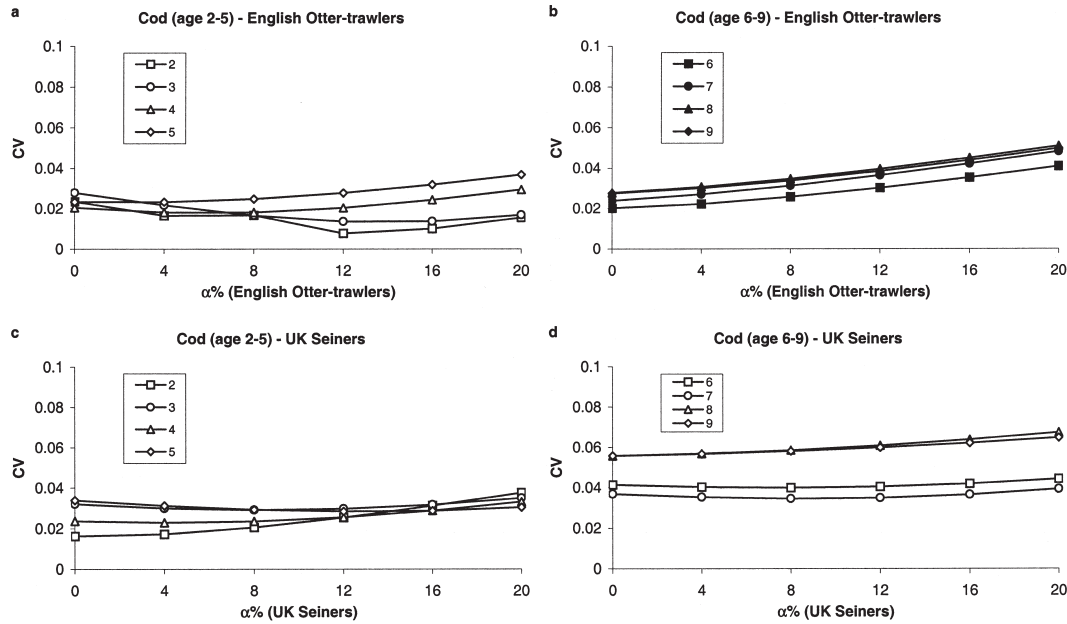 a
Cod (age 2-5) - English Otter-trawlers
0.1
0.08
0.06
0.04
0.02
0
CV
2
3
4
5
0 4 8 12 16 20
α% (English Otter-trawlers)
b
Cod (age 6-9) - English Otter-trawlers
0.1
0.08
0.06
0.04
0.02
0
CV
6
7
8
9
0 4 8 12 16 20
α% (English Otter-trawlers)
c
Cod (age 2-5) - UK Seiners
0.1
0.08
0.06
0.04
0.02
0
CV
2
3
4
5
0 4 8 12 16 20
α% (UK Seiners)
d
Cod (age 6-9) - UK Seiners
0.1
0.08
0.06
0.04
0.02
0
CV
6
7
8
9
0 4 8 12 16 20
α% (UK Seiners)